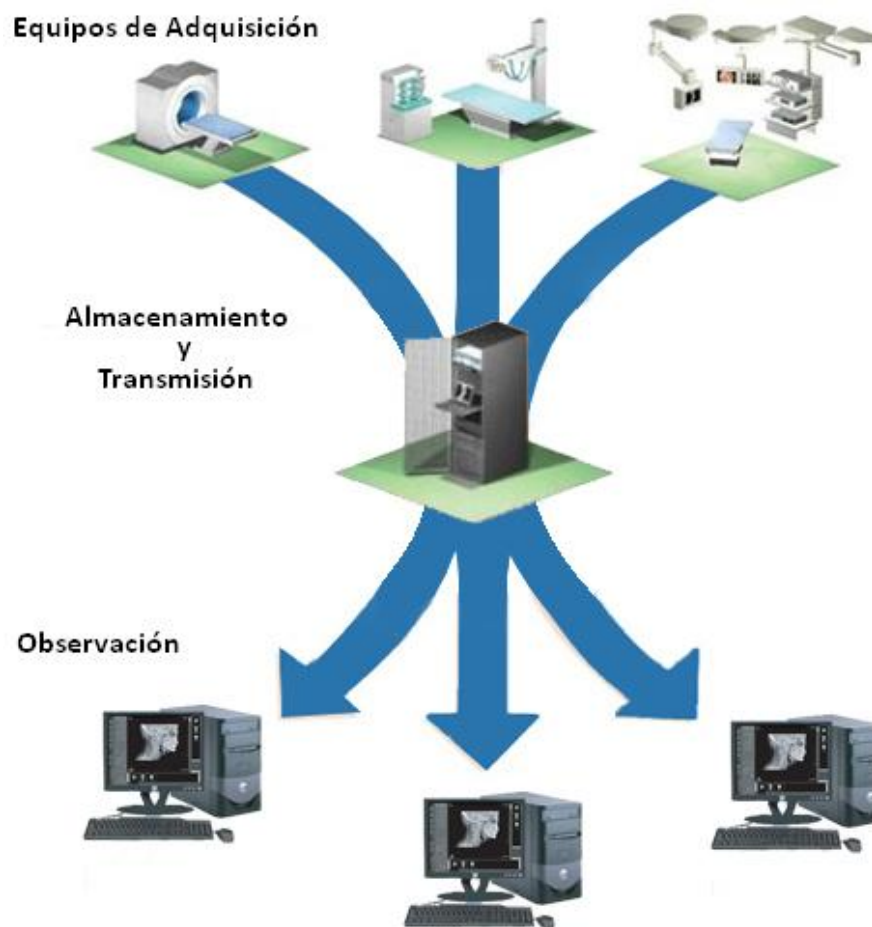 Equipos de Adquisición
Almacenamiento
y
Transmisión
Observación